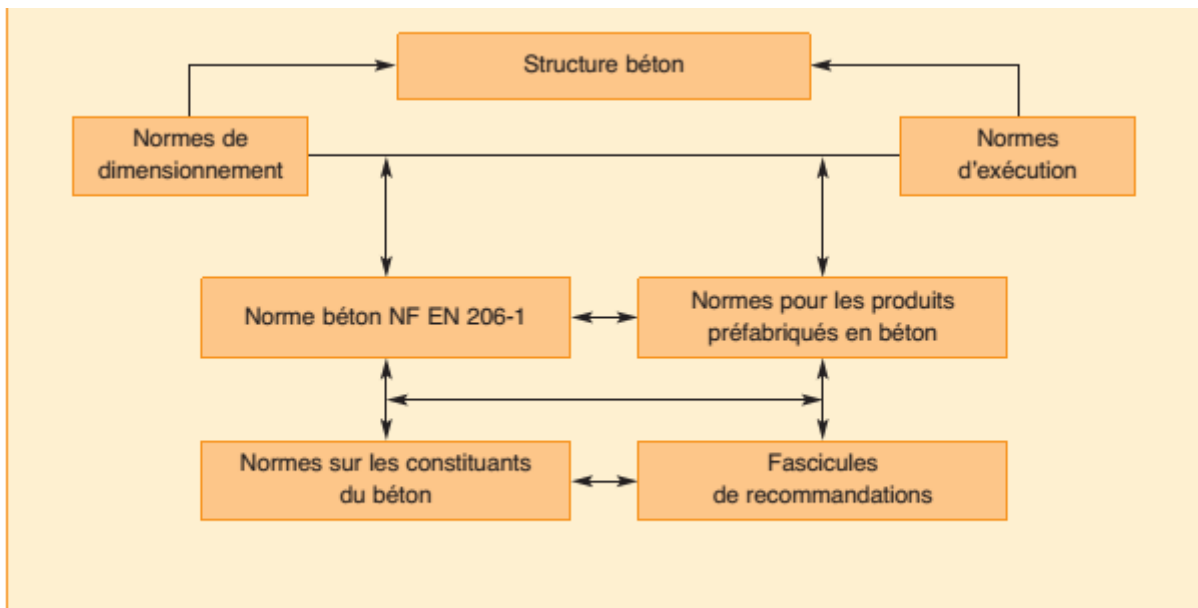 Structure béton
Normes de
dimensionnement
Normes
d'exécution
Norme béton NF EN 206-1
Normes pour les produits
préfabriqués en béton
Normes sur les constituants
du béton
Fascicules
de recommandations